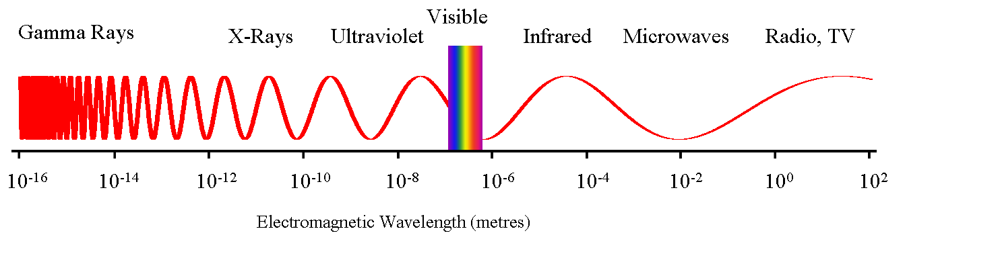 Visible
Gamma Rays X-Rays Ultraviolet Infrared Microwaves Radio, TV
10-16 10-14 10-12 10-10 10-8 10-6 10-4 10-2 100 102
Electromagnetic Wavelength (metres)